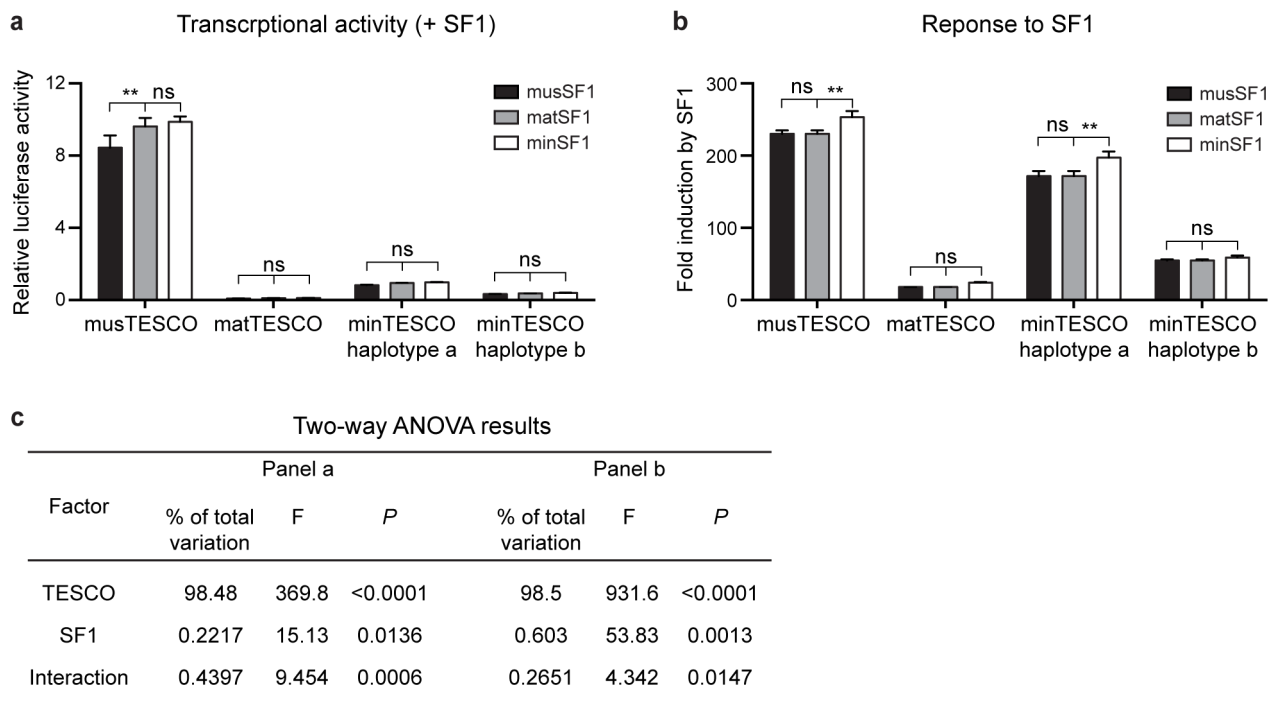 a
Transcrptional activity (+ SF1)
Relative luciferase activity
12
8
4
0
** ns
ns
ns
ns
musSF1
matSF1
minSF1
musTESCO matTESCO minTESCO minTESCO
haplotype a haplotype b
b
Reponse to SF1
Fold induction by SF1
300
200
100
0
ns **
ns
ns **
ns
musSF1
matSF1
minSF1
musTESCO matTESCO minTESCO minTESCO
haplotype a haplotype b
c
Two-way ANOVA results
Panel a Panel b
Factor
% of total F P % of total F P
variation variation
TESCO 98.48 369.8 <0.0001 98.5 931.6 <0.0001
SF1 0.2217 15.13 0.0136 0.603 53.83 0.0013
Interaction 0.4397 9.454 0.0006 0.2651 4.342 0.0147